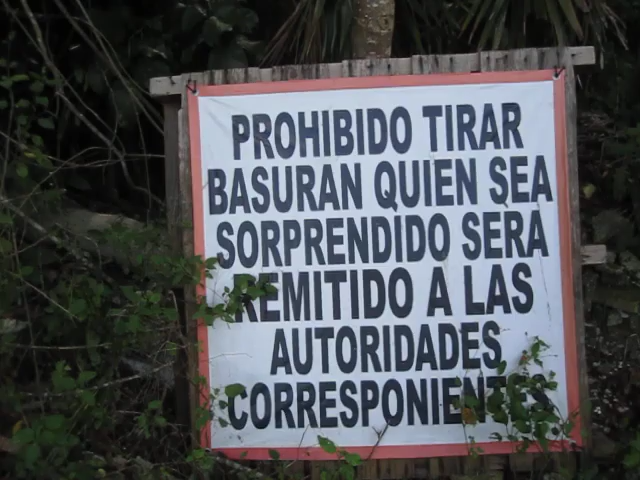 PROHIBIDO TIRAR
BASURAN QUIEN SEA
SORPRENDIDO SERA
REMITIDO A LAS
AUTORIDADES
CORRESPONIENTES